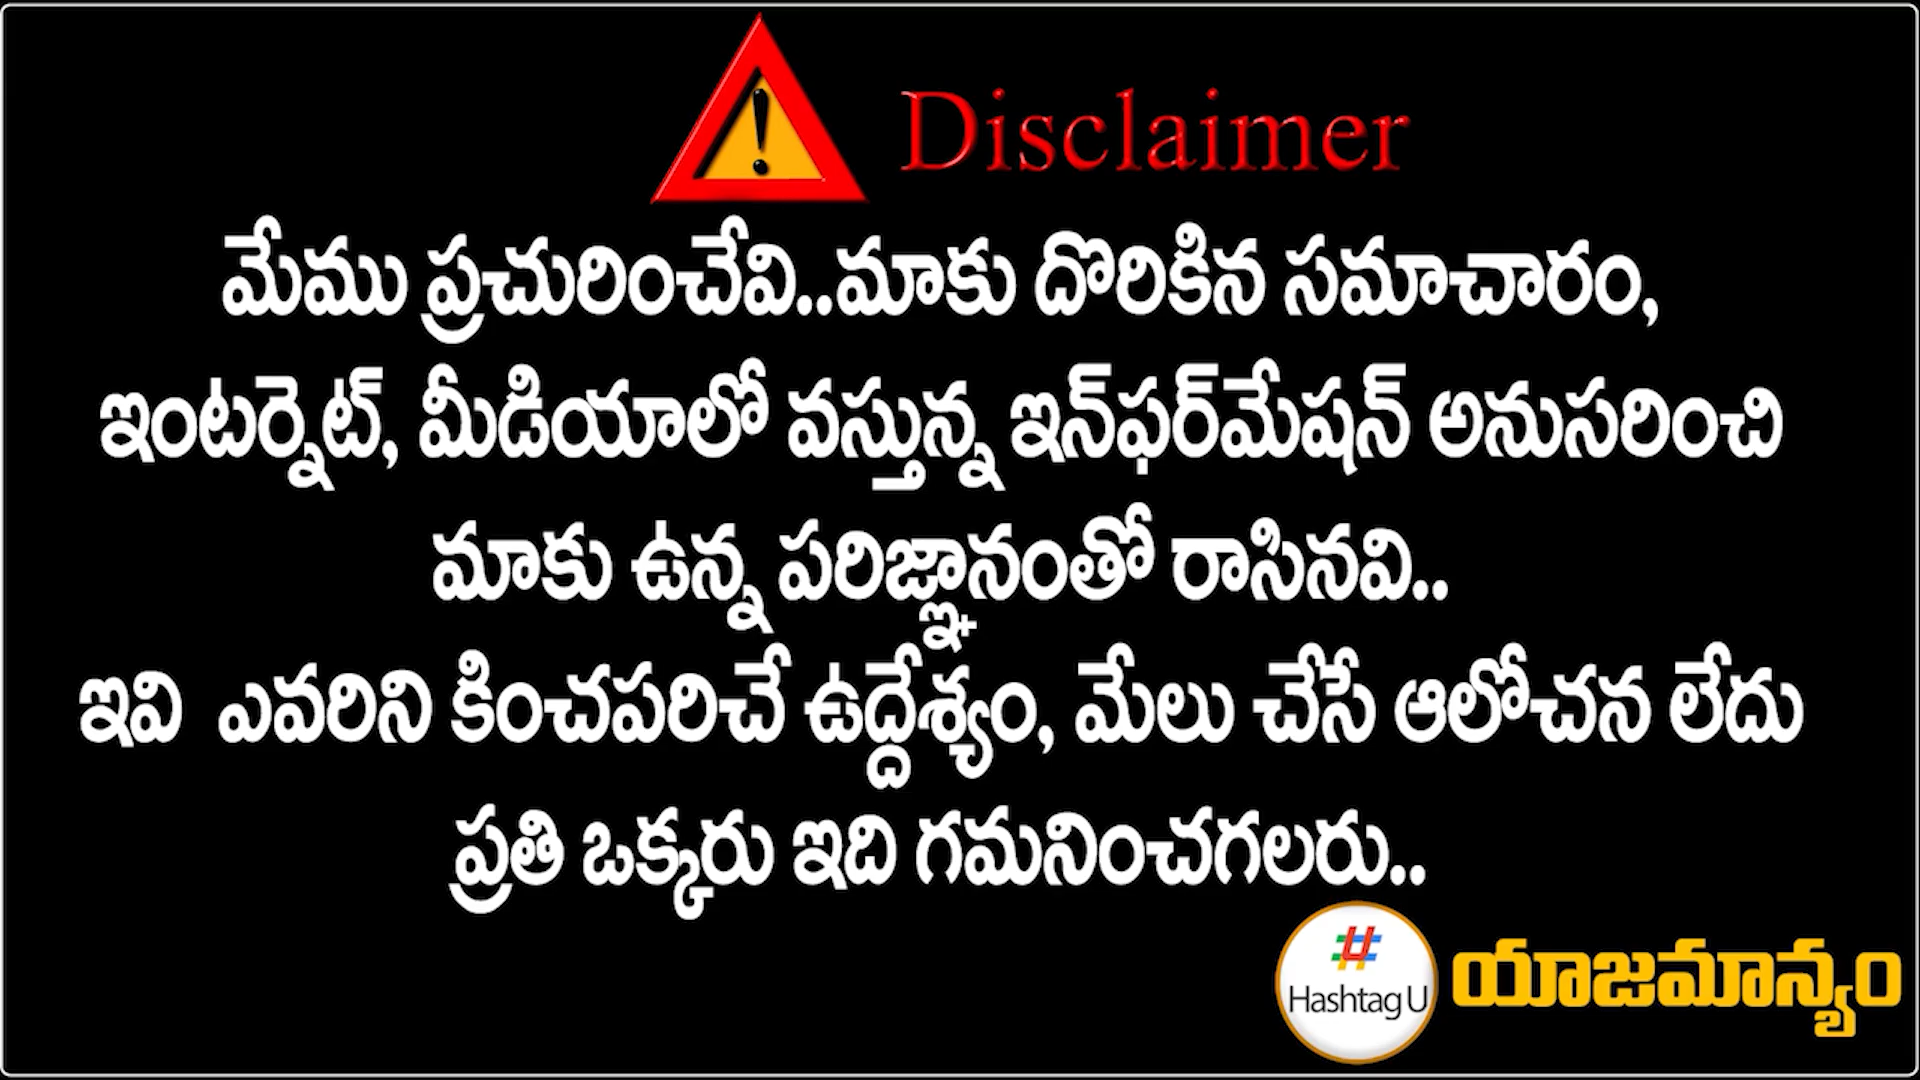 Disclaimer
మేము ప్రచురించేవి..మాకు దొరికిన సమాచారం,
ఇంటర్నెట్, మీడియాలో వస్తున్న ఇన్‌ఫర్‌మేషన్ అనుసరించి
మాకు ఉన్న పరిజ్ఞానంతో రాసినవి..
ఇవి ఎవరిని కించపరిచే ఉద్దేశ్యం, మేలు చేసే ఆలోచన లేదు
ప్రతి ఒక్కరు ఇది గమనించగలరు..
#
Hashtag U
యాజమాన్యం